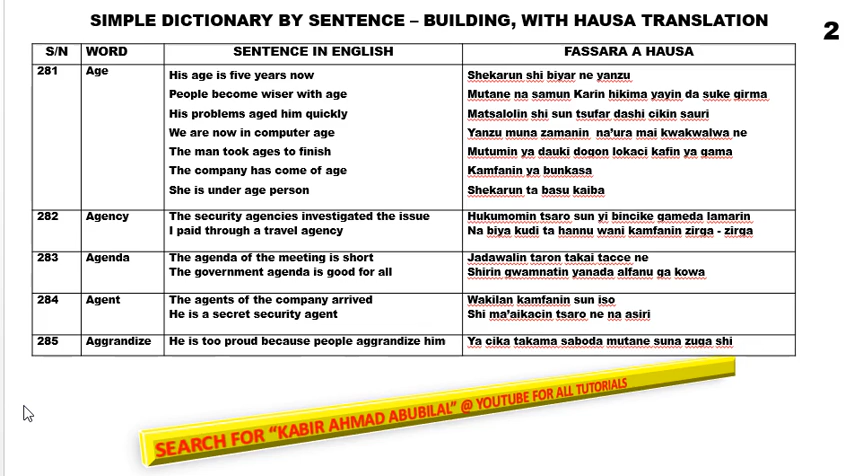 SIMPLE DICTIONARY BY SENTENCE – BUILDING, WITH HAUSA TRANSLATION
2
S/N WORD SENTENCE IN ENGLISH FASSARA A HAUSA
281 Age His age is five years now Shekarun shi biyar ne yanzu
People become wiser with age Mutane na samun Karin hikima yayin da suke girma
His problems aged him quickly Matsalolin shi sun tsufar dashi cikin sauri
We are now in computer age Yanzu muna zamanin na'ura mai kwakwalwa ne
The man took ages to finish Mutumin ya dauki dogon lokaci kafin ya gama
The company has come of age Kamfanin ya bunkasa
She is under age person Shekarun ta basu kaiba
282 Agency The security agencies investigated the issue Hukumomin tsaro sun yi bincike gameda lamarin
I paid through a travel agency Na biya kudi ta hannu wani kamfanin zirga - zirga
283 Agenda The agenda of the meeting is short Jadawalin taron takai tacce ne
The government agenda is good for all Shirin gwamnatin yanada alfanu ga kowa
284 Agent The agents of the company arrived Wakilan kamfanin sun iso
He is a secret security agent Shi ma'aikacin tsaro ne na asiri
285 Aggrandize He is too proud because people aggrandize him Ya cika takama saboda mutane suna zuga shi
SEARCH FOR "KABIR AHMAD ABUBILAL" @ YOUTUBE FOR ALL TUTORIALS